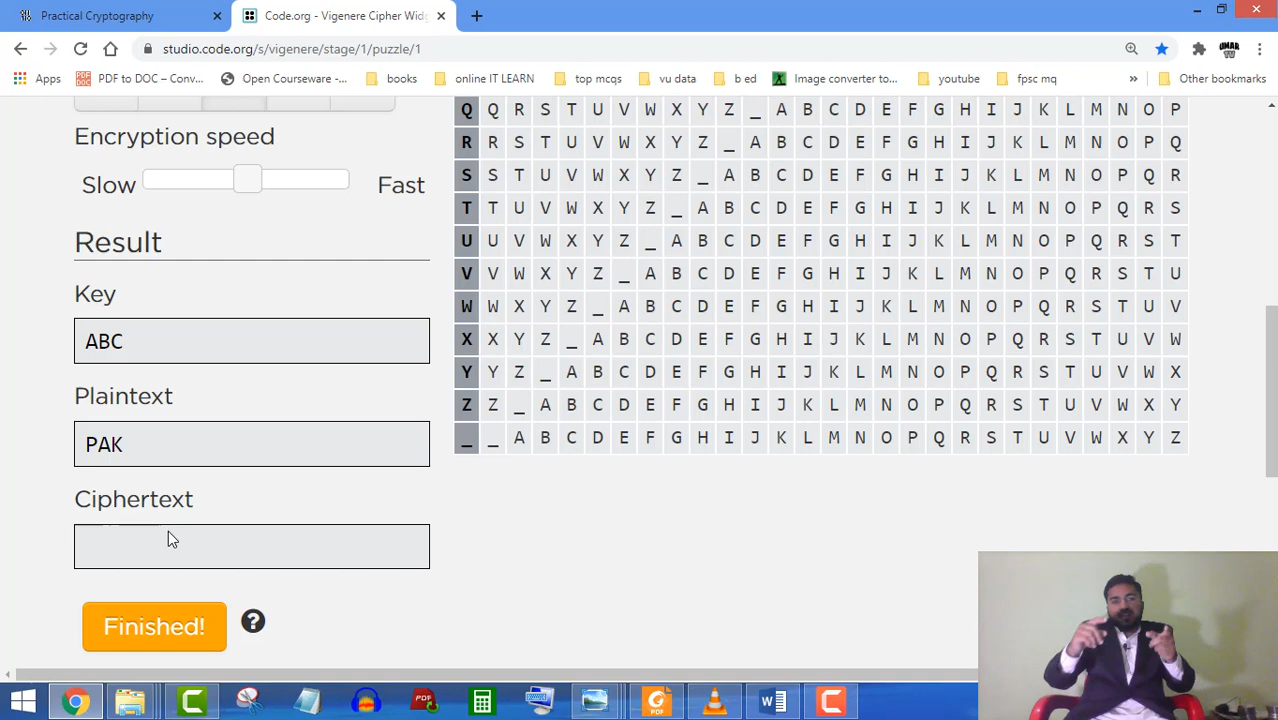 Practical Cryptography
Code.org - Vigenere Cipher Widg
studio.code.org/s/vigenere/stage/1/puzzle/1
Apps PDF to DOC – Conv... Open Courseware -... books online IT LEARN top mcqs vu data b ed Image converter to... youtube fpsc mq » Other bookmarks
Encryption speed
Slow Fast
Result
Key
ABC
Plaintext
PAK
Ciphertext
Finished! ?
Q Q R S T U V W X Y Z _ A B C D E F G H I J K L M N O P
R R S T U V W X Y Z _ A B C D E F G H I J K L M N O P Q
S S T U V W X Y Z _ A B C D E F G H I J K L M N O P Q R
T T U V W X Y Z _ A B C D E F G H I J K L M N O P Q R S
U U V W X Y Z _ A B C D E F G H I J K L M N O P Q R S T
V V W X Y Z _ A B C D E F G H I J K L M N O P Q R S T U
W W X Y Z _ A B C D E F G H I J K L M N O P Q R S T U V
X X Y Z _ A B C D E F G H I J K L M N O P Q R S T U V W
Y Y Z _ A B C D E F G H I J K L M N O P Q R S T U V W X
Z Z _ A B C D E F G H I J K L M N O P Q R S T U V W X Y
_ _ A B C D E F G H I J K L M N O P Q R S T U V W X Y Z